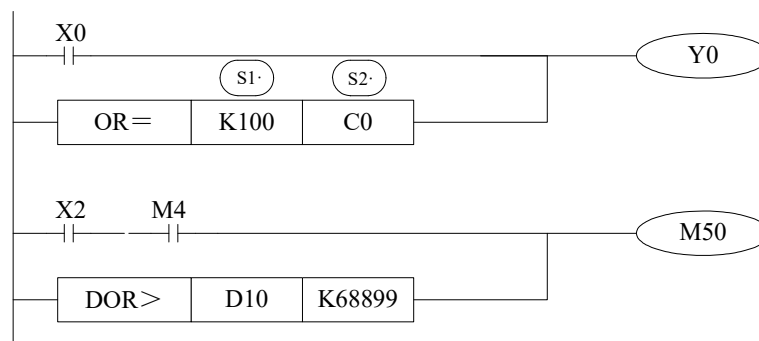 X0
Y0
S1· S2·
OR＝ K100 C0
X2 M4
M50
DOR＞ D10 K68899